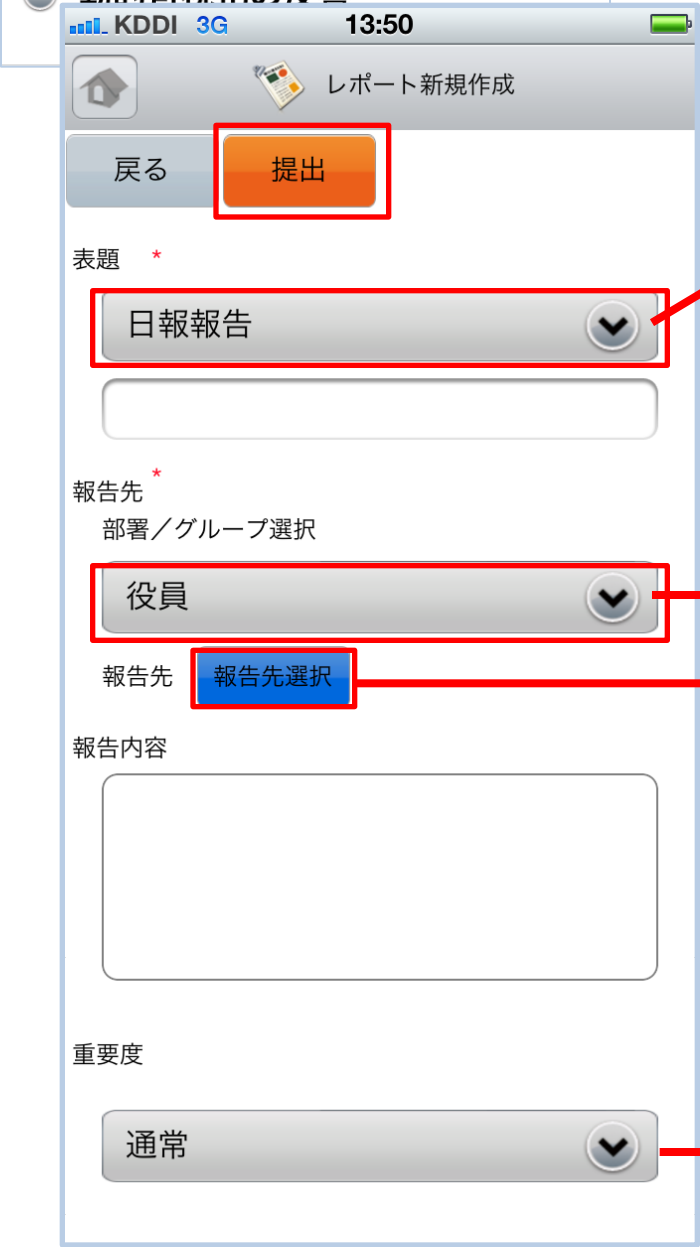 KDDI 3G 13:50
レポート新規作成
戻る 提出
表題 *
日報報告
報告先 *
部署／グループ選択
役員
報告先 報告先選択
報告内容
重要度
通常